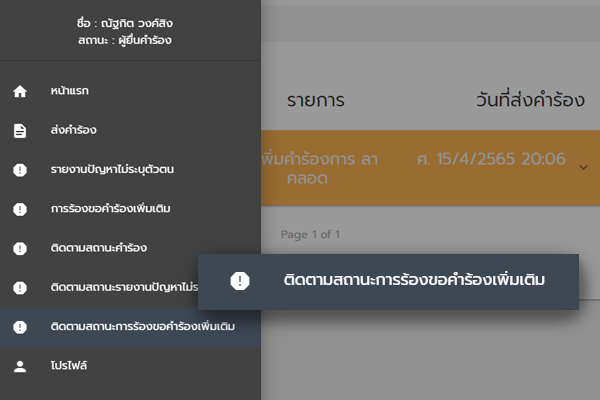 ชื่อ : ณัฐกิต วงศ์สิง
สถานะ : ผู้ยื่นคำร้อง
หน้าแรก
ส่งคำร้อง
รายงานปัญหาไม่ระบุตัวตน
การร้องขอคำร้องเพิ่มเติม
ติดตามสถานะคำร้อง
ติดตามสถานะรายงานปัญหาไม่ร
ติดตามสถานะการร้องขอคำร้องเพิ่มเติม
โปรไฟล์
รายการ วันที่ส่งคำร้อง
พิ่มคำร้องการ ลา ศ. 15/4/2565 20:06
คลอด
Page 1 of 1
ติดตามสถานะการร้องขอคำร้องเพิ่มเติม